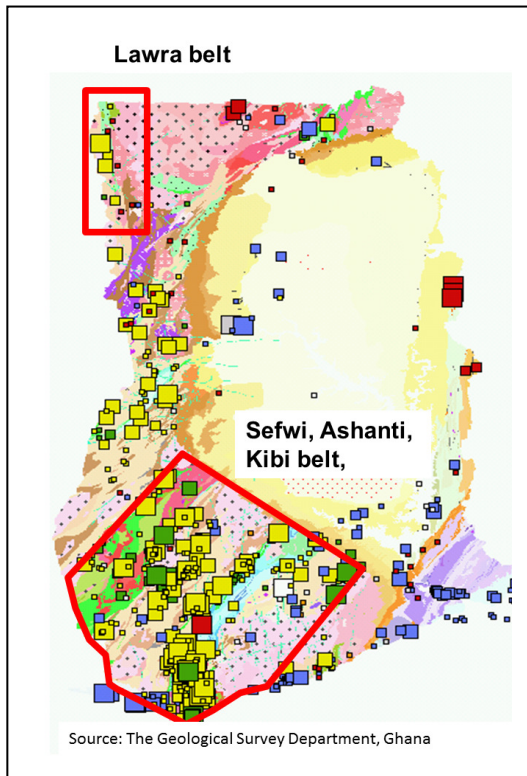 Lawra belt
Sefwi, Ashanti,
Kibi belt,
Source: The Geological Survey Department, Ghana